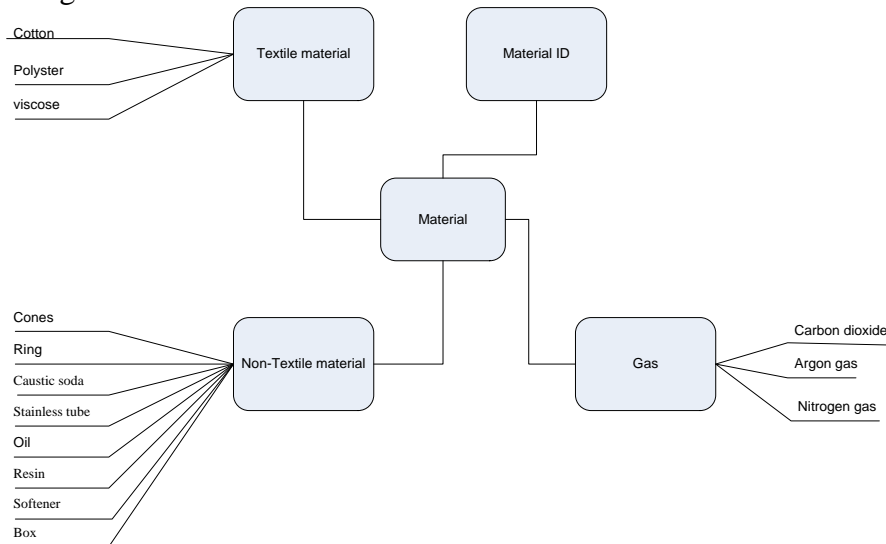 Cotton
Polyster
viscose
Textile material
Material ID
Material
Cones
Ring
Caustic soda
Stainless tube
Oil
Resin
Softener
Box
Non-Textile material
Gas
Carbon dioxide
Argon gas
Nitrogen gas